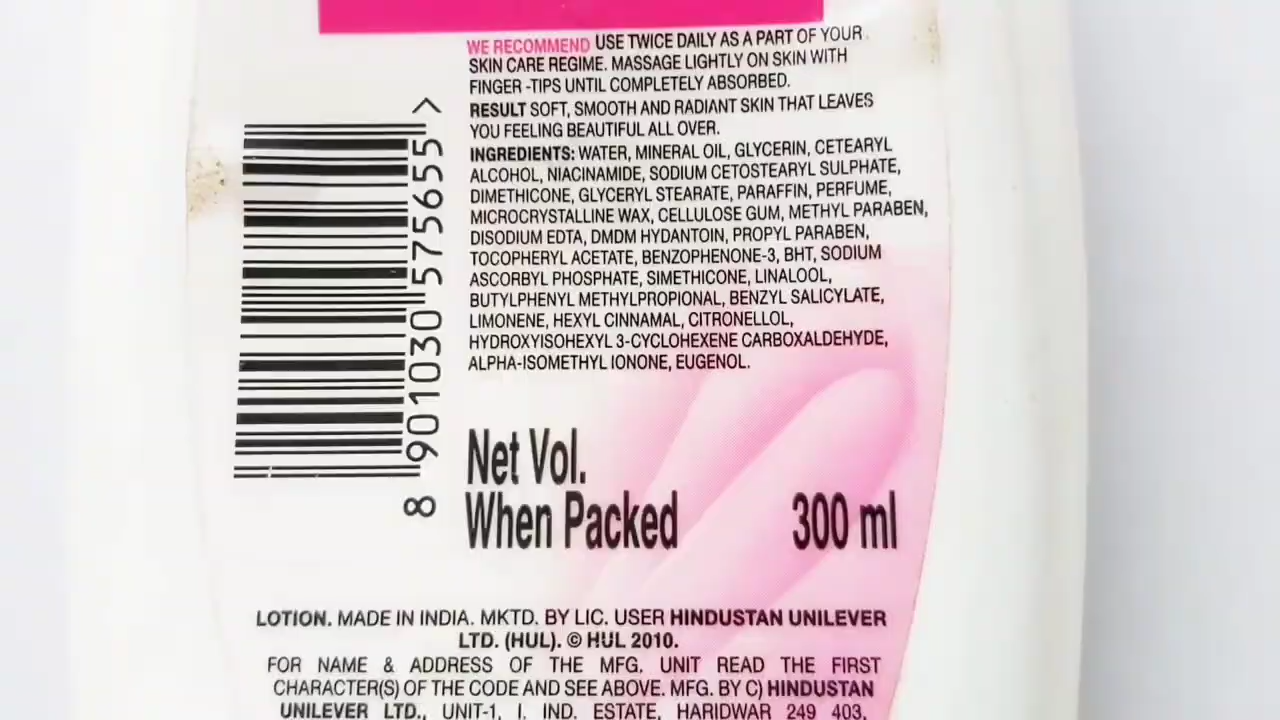 WE RECOMMEND USE TWICE DAILY AS A PART OF YOUR
SKIN CARE REGIME. MASSAGE LIGHTLY ON SKIN WITH
FINGER -TIPS UNTIL COMPLETELY ABSORBED.
RESULT SOFT, SMOOTH AND RADIANT SKIN THAT LEAVES
YOU FEELING BEAUTIFUL ALL OVER.
INGREDIENTS: WATER, MINERAL OIL, GLYCERIN, CETEARYL
ALCOHOL, NIACINAMIDE, SODIUM CETOSTEARYL SULPHATE,
DIMETHICONE, GLYCERYL STEARATE, PARAFFIN, PERFUME,
MICROCRYSTALLINE WAX, CELLULOSE GUM, METHYL PARABEN,
DISODIUM EDTA, DMDM HYDANTOIN, PROPYL PARABEN,
TOCOPHERYL ACETATE, BENZOPHENONE-3, BHT, SODIUM
ASCORBYL PHOSPHATE, SIMETHICONE, LINALOOL,
BUTYLPHENYL METHYLPROPIONAL, BENZYL SALICYLATE,
LIMONENE, HEXYL CINNAMAL, CITRONELLOL,
HYDROXYISOHEXYL 3-CYCLOHEXENE CARBOXALDEHYDE,
ALPHA-ISOMETHYL IONONE, EUGENOL.
8 901030 575655 >
Net Vol.
When Packed 300 ml
LOTION. MADE IN INDIA. MKTD. BY LIC. USER HINDUSTAN UNILEVER
LTD. (HUL). © HUL 2010.
FOR NAME & ADDRESS OF THE MFG. UNIT READ THE FIRST
CHARACTER(S) OF THE CODE AND SEE ABOVE. MFG. BY C) HINDUSTAN
UNILEVER LTD., UNIT-1, I. IND. ESTATE, HARIDWAR 249 403,